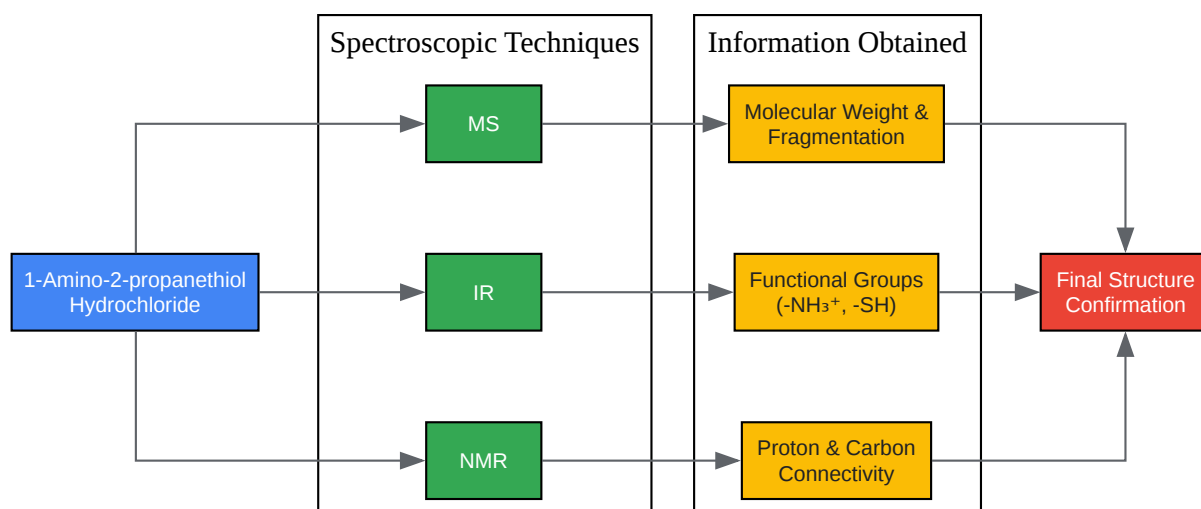 Spectroscopic Techniques
Information Obtained
MS
Molecular Weight &
Fragmentation
1-Amino-2-propanethiol
Hydrochloride
IR
Functional Groups
(-NH₃⁺, -SH)
Final Structure
Confirmation
NMR
Proton & Carbon
Connectivity